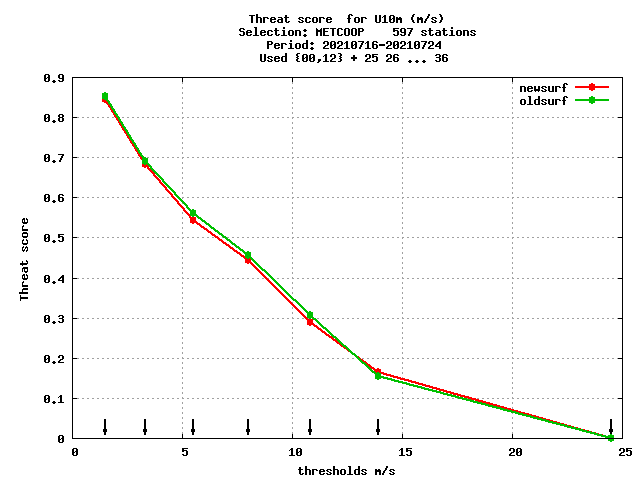 Threat score  for U10m (m/s)
Selection: METCOOP    597 stations
Period: 20210716-20210724
Used {00,12} + 25 26 ... 36
newsurf
oldsurf
Threat score
0.9
0.8
0.7
0.6
0.5
0.4
0.3
0.2
0.1
0
0 5 10 15 20 25
thresholds m/s